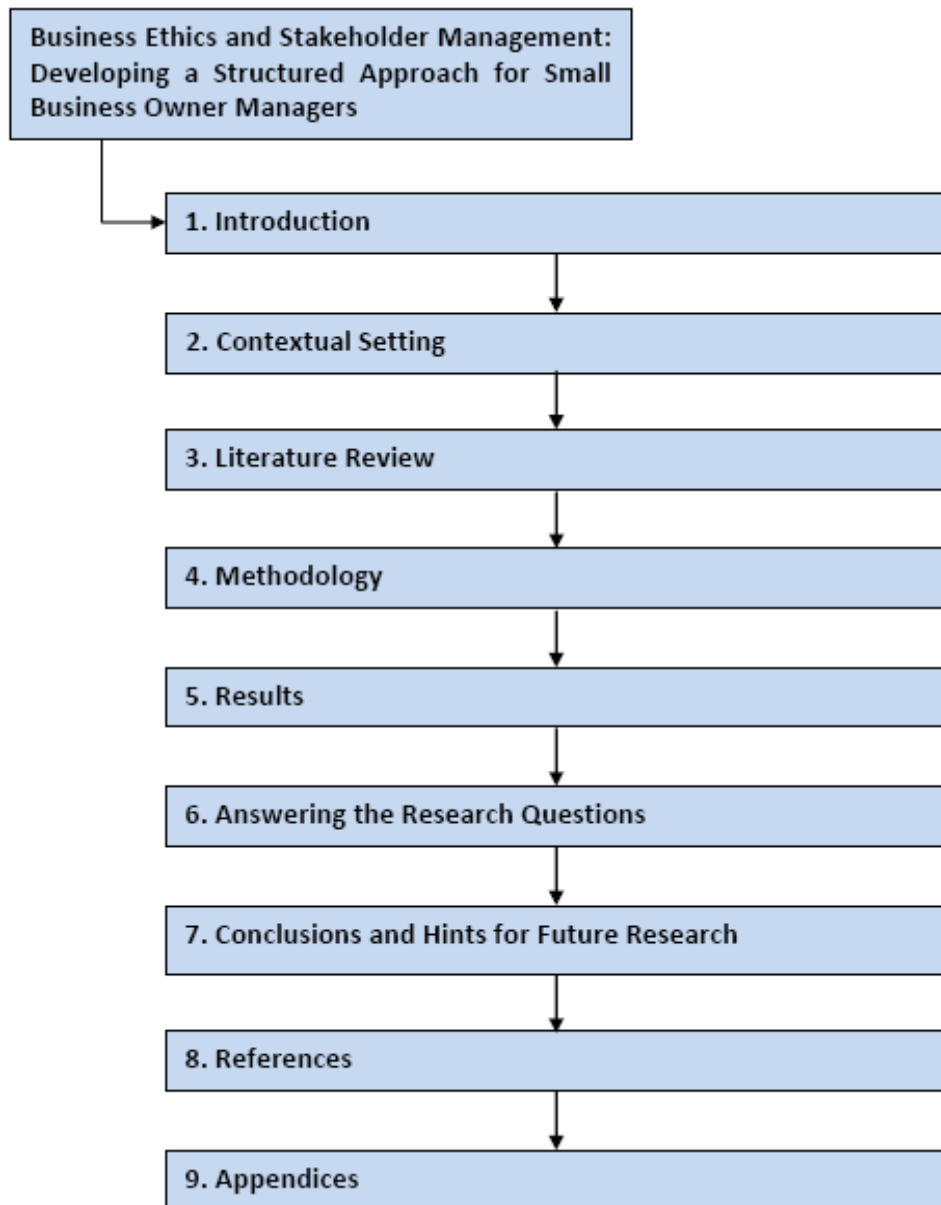 Business Ethics and Stakeholder Management:
Developing a Structured Approach for Small
Business Owner Managers
1. Introduction
2. Contextual Setting
3. Literature Review
4. Methodology
5. Results
6. Answering the Research Questions
7. Conclusions and Hints for Future Research
8. References
9. Appendices